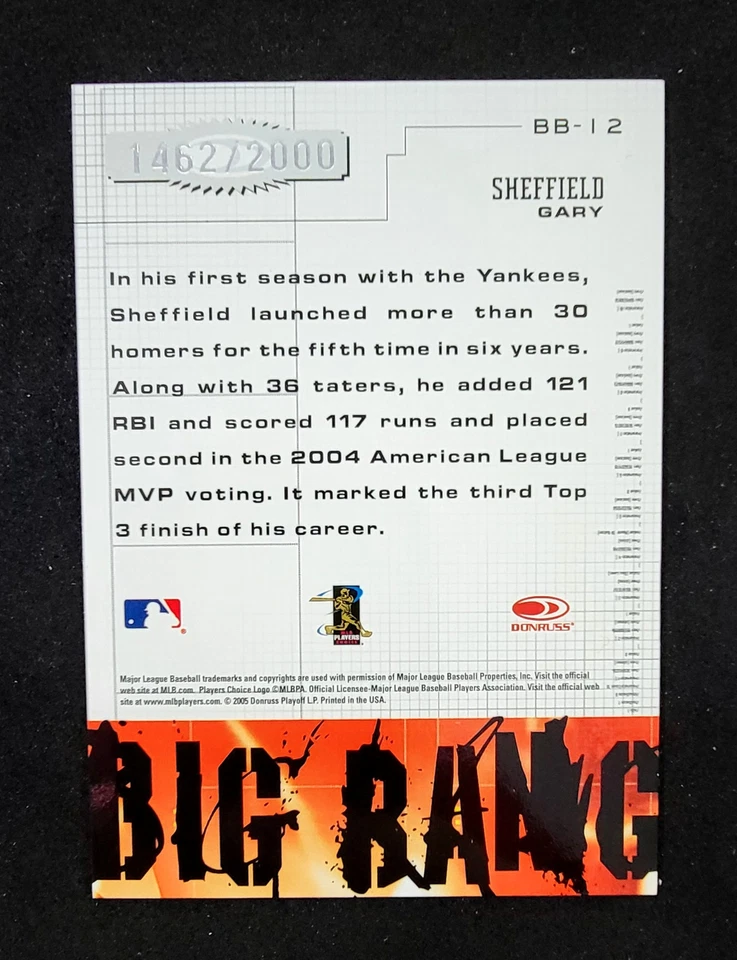 1462/2000
BB-12
SHEFFIELD
GARY
In his first season with the Yankees,
Sheffield launched more than 30
homers for the fifth time in six years.
Along with 36 taters, he added 121
RBI and scored 117 runs and placed
second in the 2004 American League
MVP voting. It marked the third Top
3 finish of his career.
MLB
PLAYERS
CHOICE
DONRUSS®
Major League Baseball trademarks and copyrights are used with permission of Major League Baseball Properties, Inc. Visit the official
web site at MLB.com. Players Choice Logo ©MLBPA. Official Licensee-Major League Baseball Players Association. Visit the official web
site at www.mlbplayers.com. © 2005 Donruss Playoff L.P. Printed in the USA.
BIG BANG